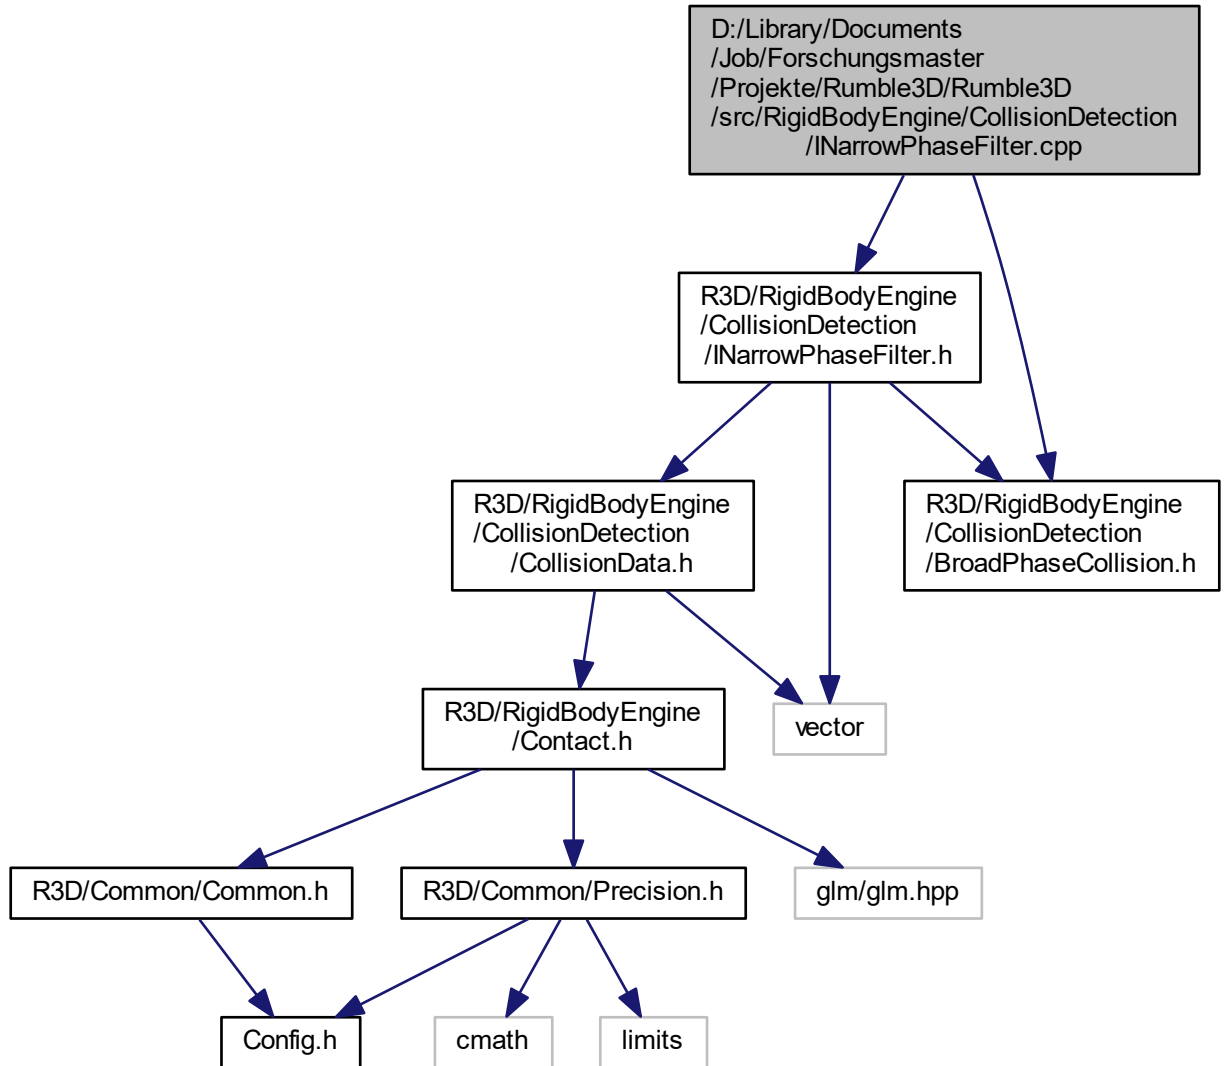 D:/Library/Documents
/Job/Forschungsmaster
/Projekte/Rumble3D/Rumble3D
/src/RigidBodyEngine/CollisionDetection
/INarrowPhaseFilter.cpp
R3D/RigidBodyEngine
/CollisionDetection
/INarrowPhaseFilter.h
R3D/RigidBodyEngine
/CollisionDetection
/CollisionData.h
R3D/RigidBodyEngine
/CollisionDetection
/BroadPhaseCollision.h
R3D/RigidBodyEngine
/Contact.h
vector
R3D/Common/Common.h
R3D/Common/Precision.h
glm/glm.hpp
Config.h
cmath
limits